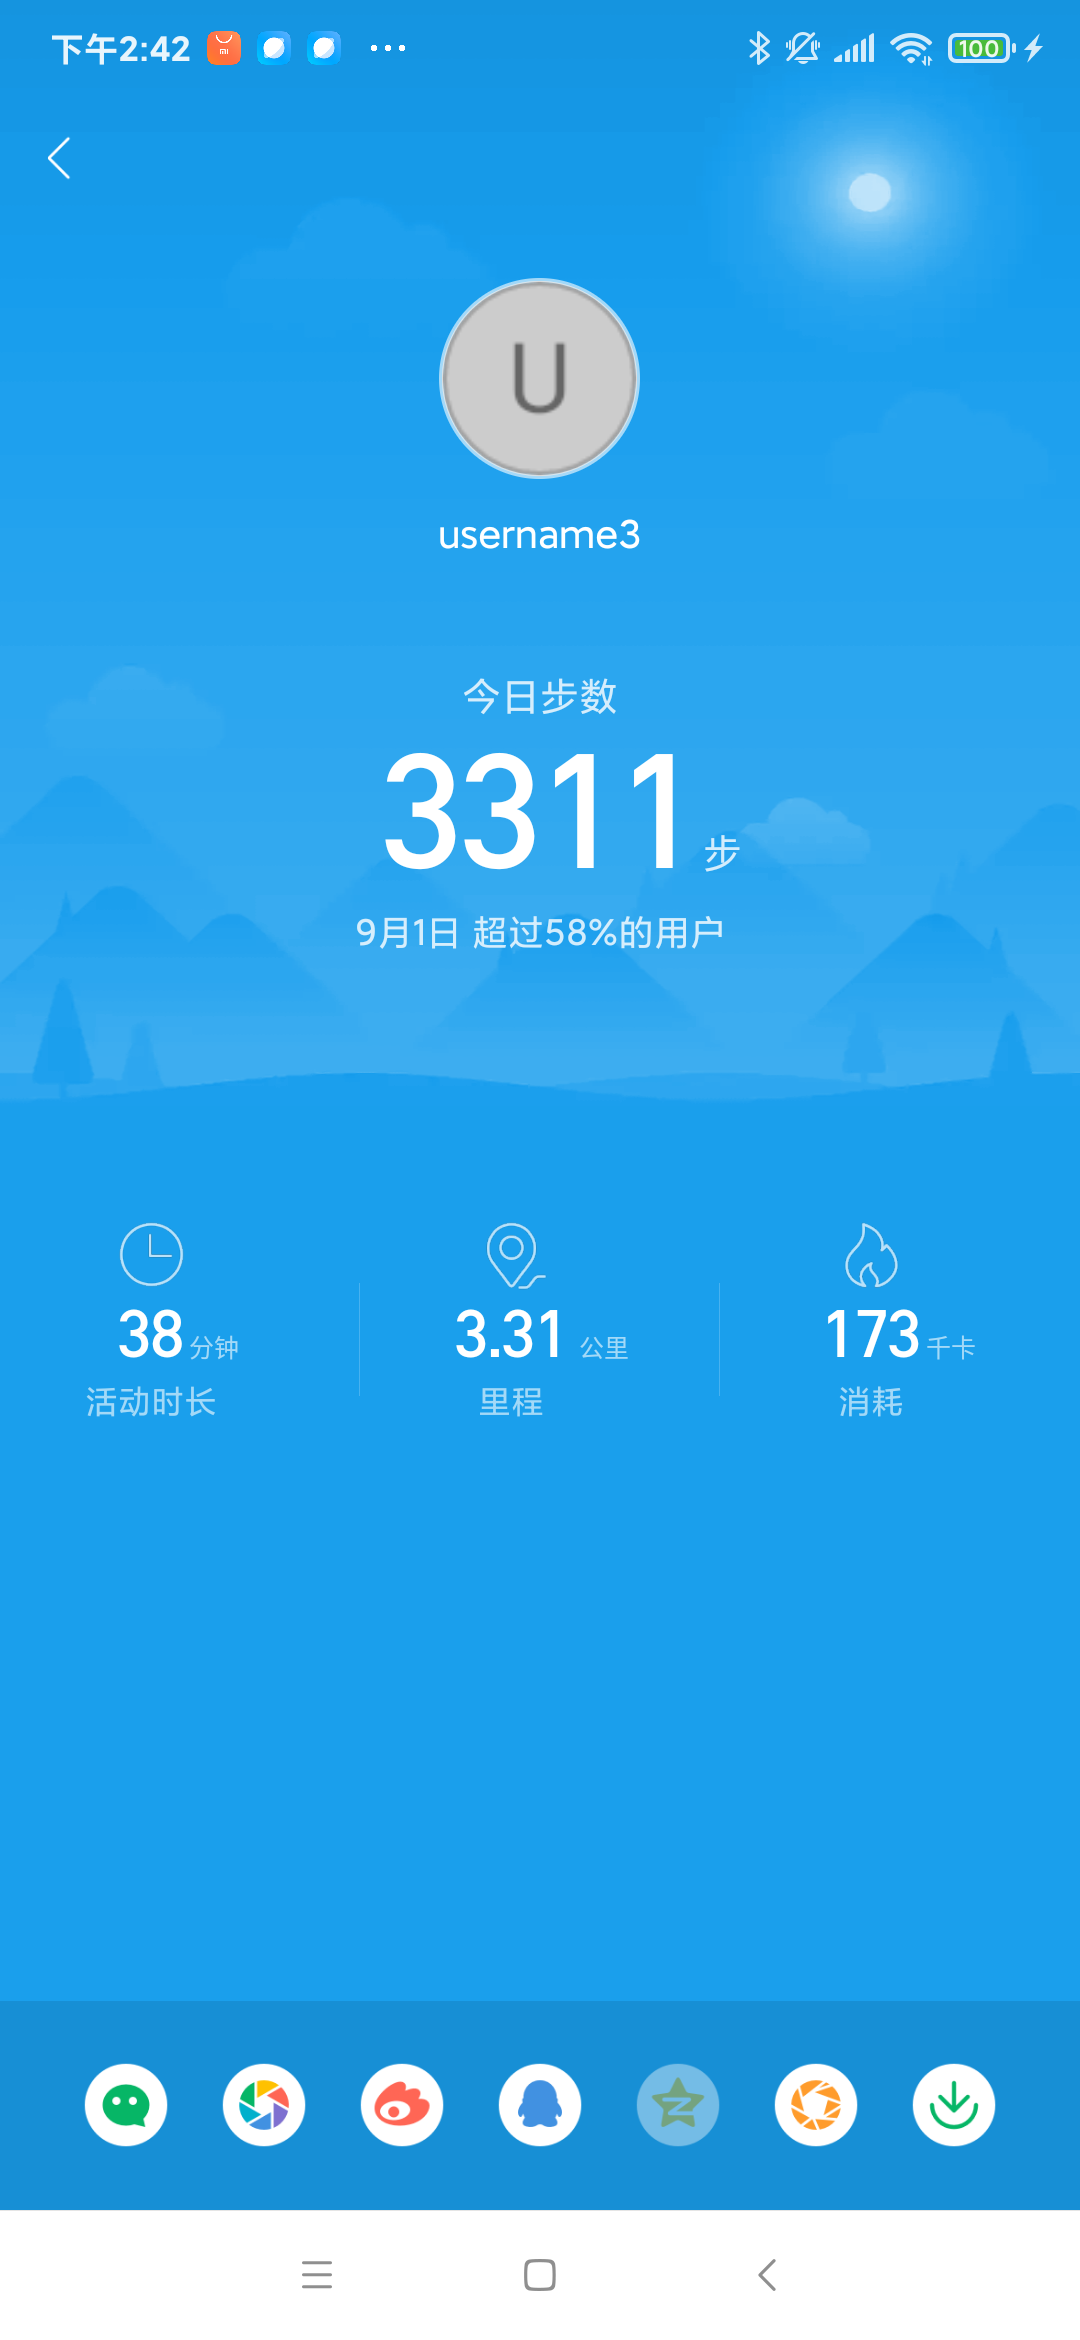 下午2:42
100
U
username3
今日步数
3311 步
9月1日 超过58%的用户
38 分钟
活动时长
3.31 公里
里程
173 千卡
消耗